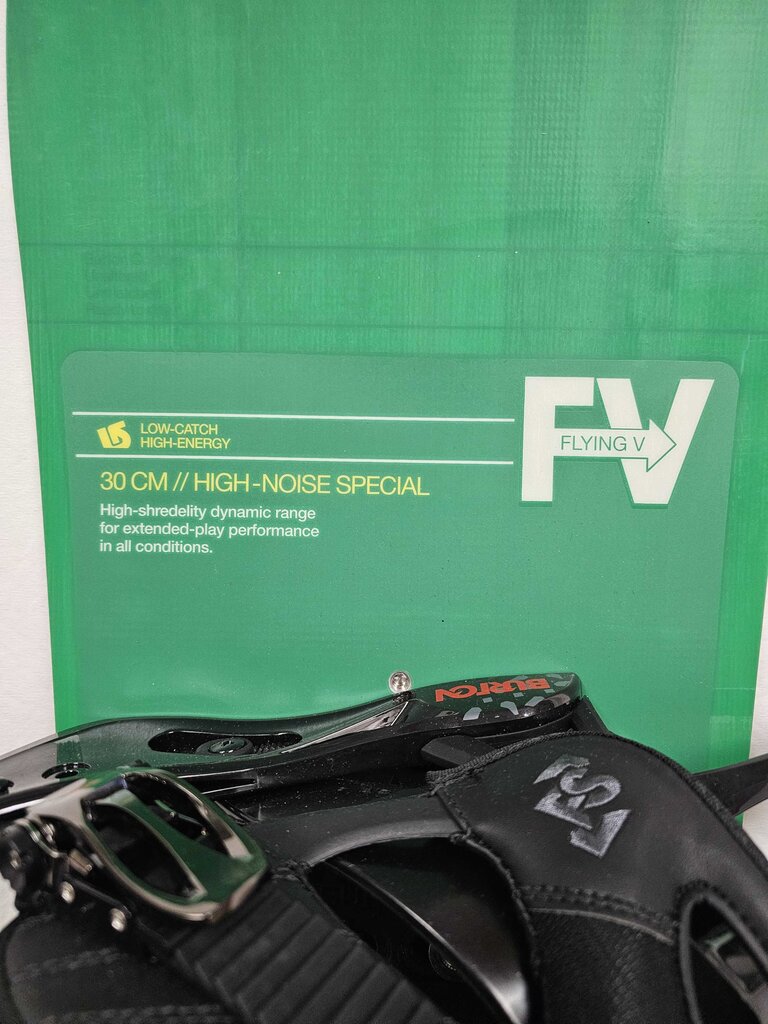 FV
FLYING V
LOW-CATCH
HIGH-ENERGY
30 CM // HIGH-NOISE SPECIAL
High-shredelity dynamic range
for extended-play performance
in all conditions.
BURTON